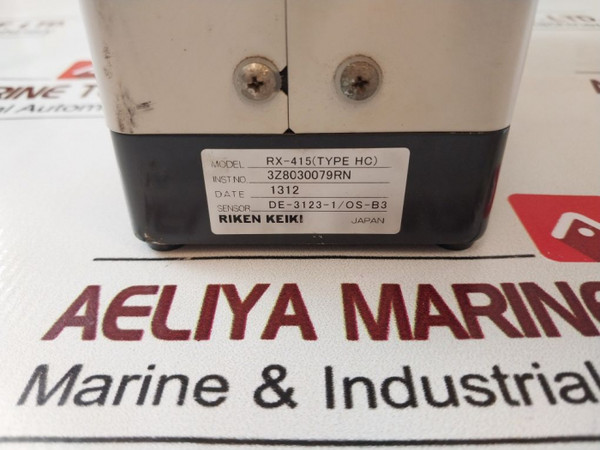 MODEL RX-415(TYPE HC)
INST.NO. 3Z8030079RN
DATE 1312
SENSOR DE-3123-1/OS-B3
RIKEN KEIKI JAPAN
AELIYA MARINE
Marine & Industrial